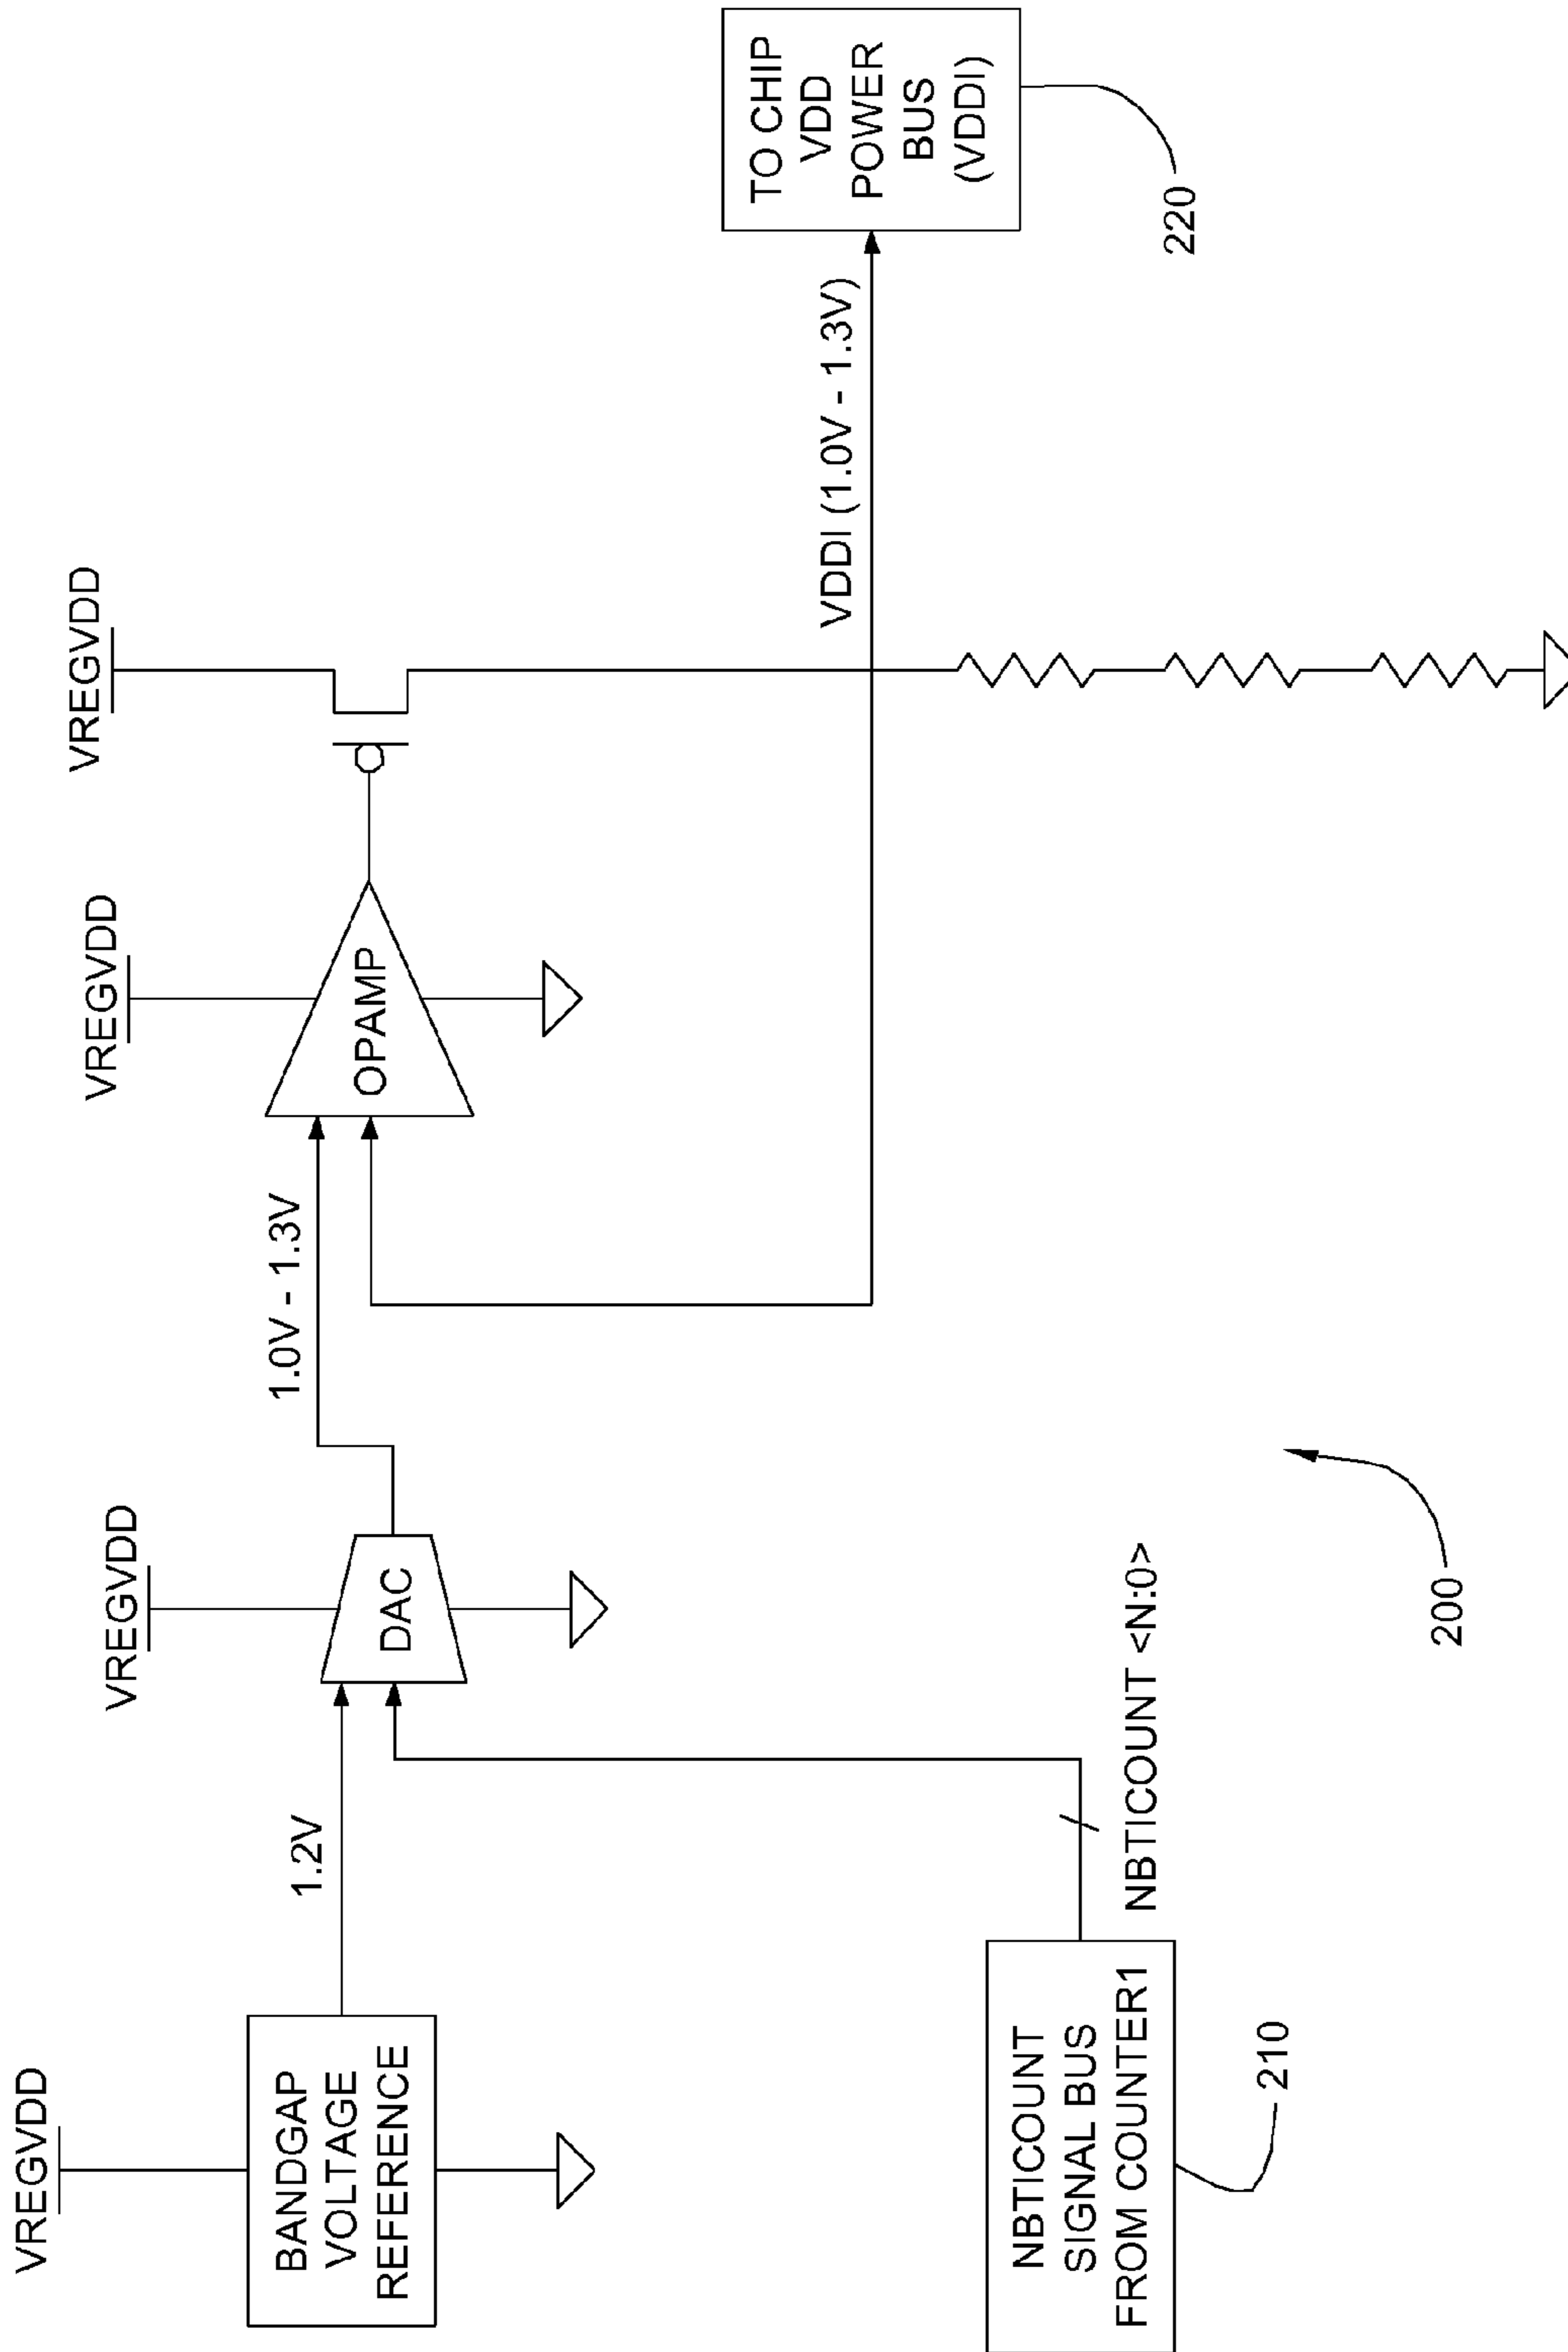 VREGVDD
BANDGAP
VOLTAGE
REFERENCE
1.2V
VREGVDD
DAC
1.0V - 1.3V
VREGVDD
OPAMP
VREGVDD
VDDI (1.0V - 1.3V)
TO CHIP
VDD
POWER
BUS
(VDDI)
220
NBTICOUNT
SIGNAL BUS
FROM COUNTER1
210
NBTICOUNT <N:0>
200